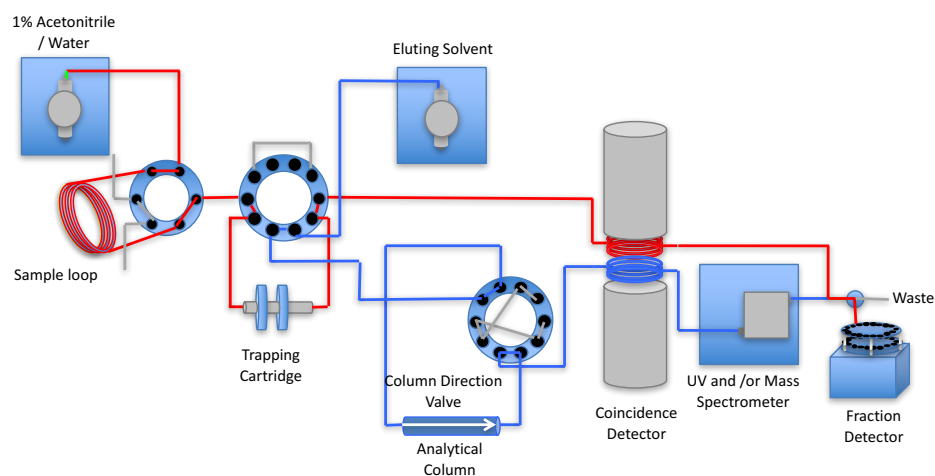 1% Acetonitrile
/ Water
Eluting Solvent
Sample loop
Waste
Trapping
Cartridge
Column Direction
Valve
UV and /or Mass
Spectrometer
Coincidence
Detector
Fraction
Detector
Analytical
Column